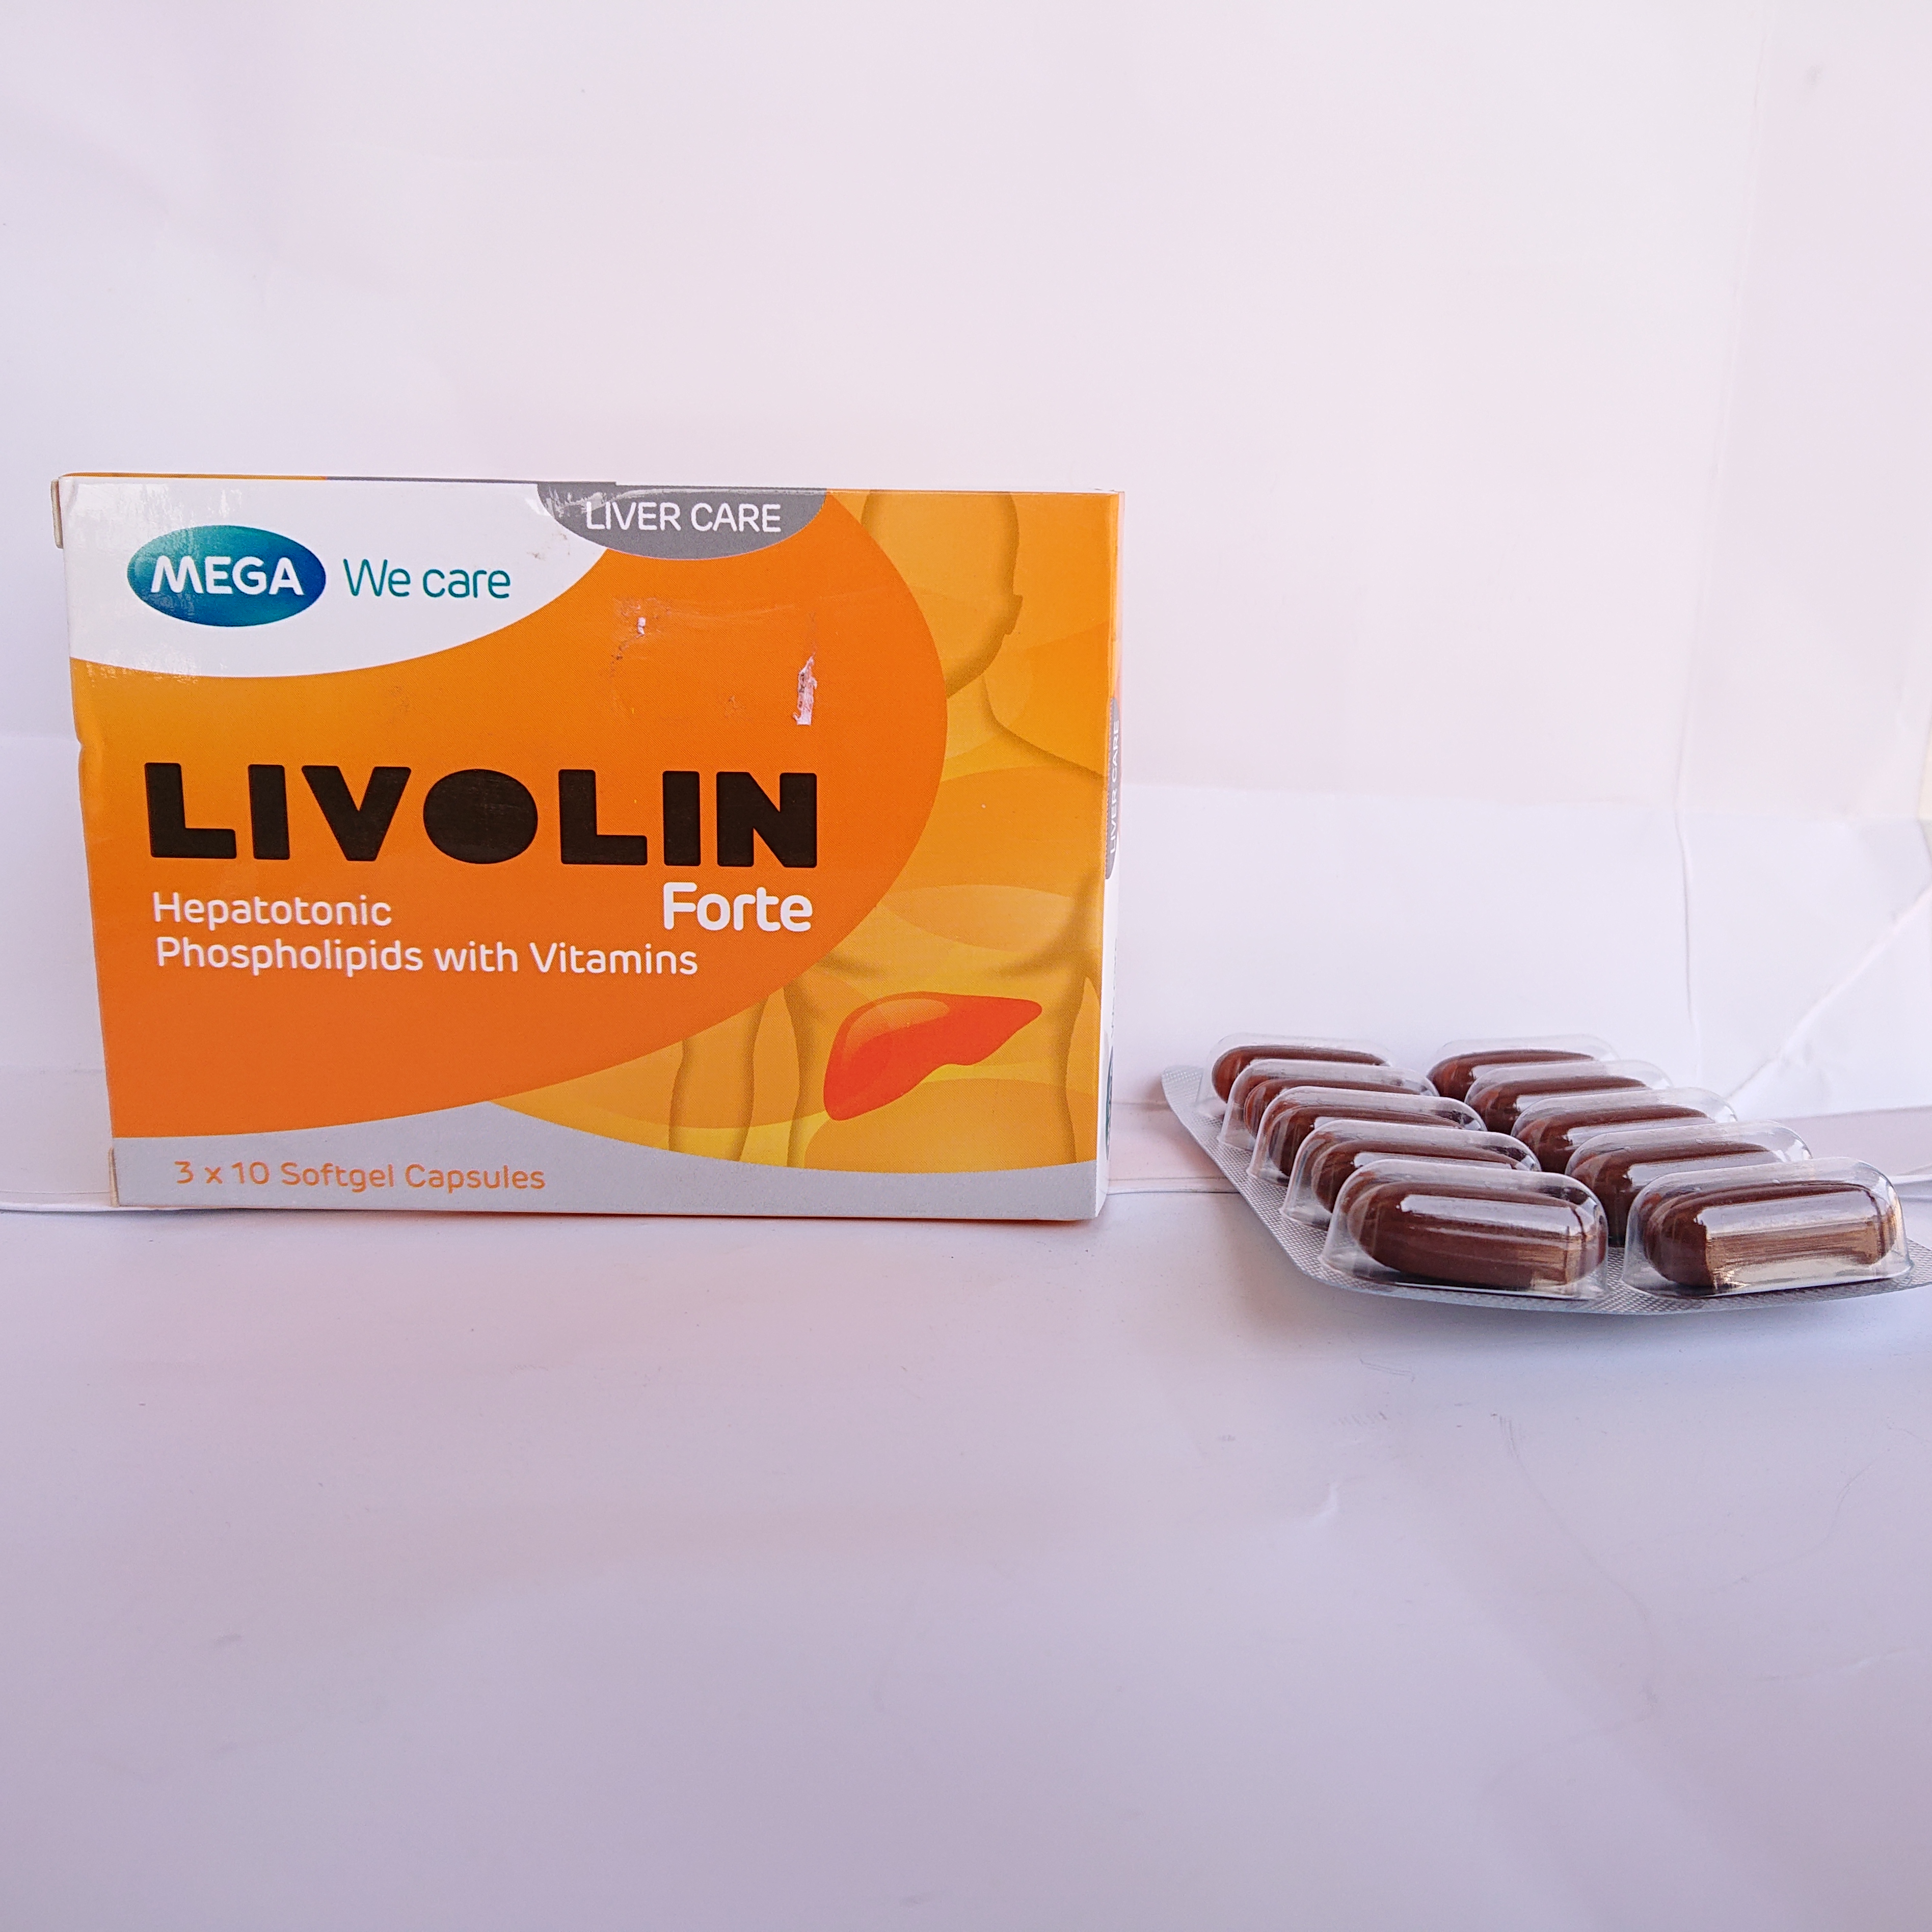 LIVER CARE
MEGA We care
LIVOLIN
Forte
Hepatotonic
Phospholipids with Vitamins
3 x 10 Softgel Capsules
LIVER CARE